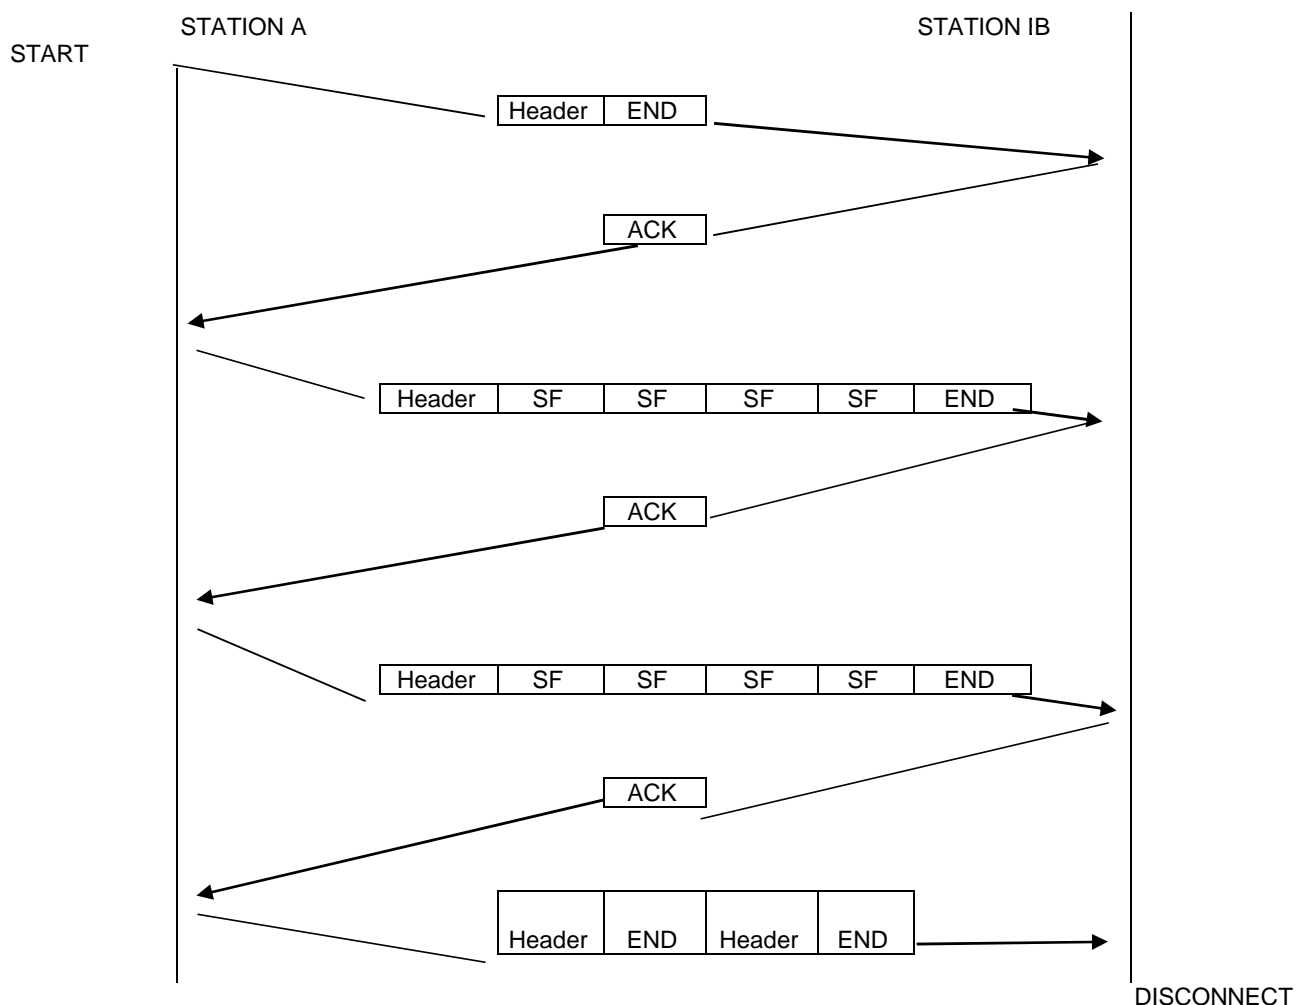 STATION A STATION IB
START
Header END
ACK
Header SF SF SF SF END
ACK
Header SF SF SF SF END
ACK
Header END Header END
DISCONNECT